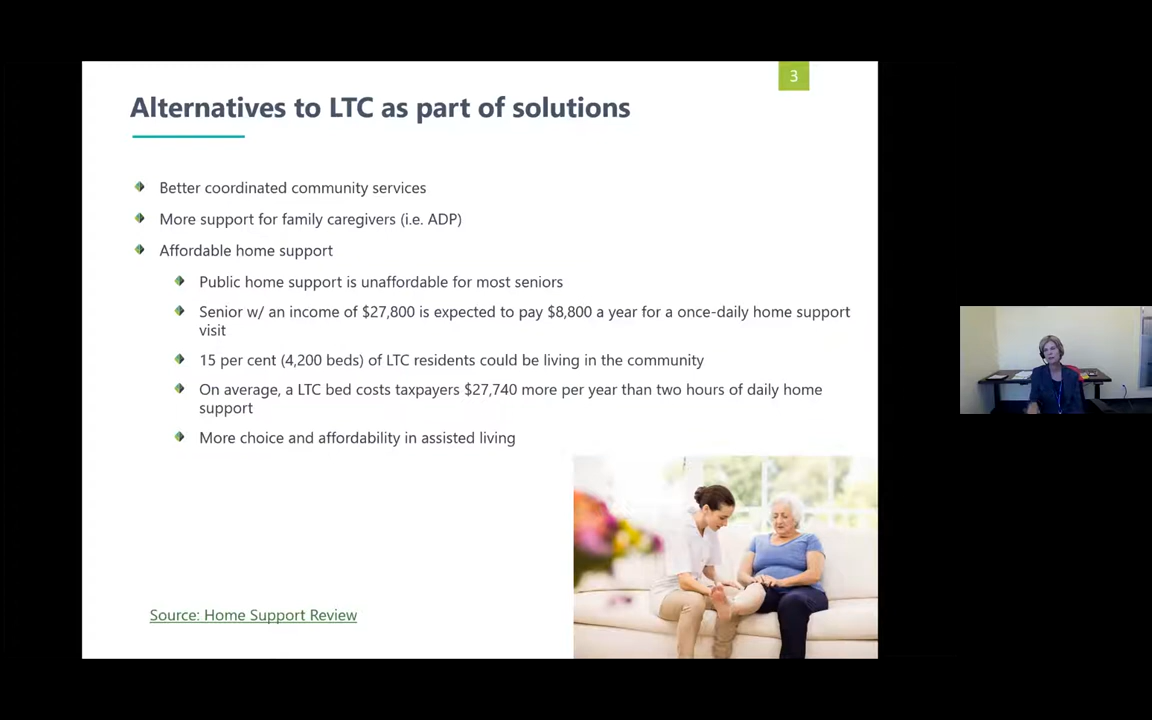 3
Alternatives to LTC as part of solutions
Better coordinated community services
More support for family caregivers (i.e. ADP)
Affordable home support
Public home support is unaffordable for most seniors
Senior w/ an income of $27,800 is expected to pay $8,800 a year for a once-daily home support
visit
15 per cent (4,200 beds) of LTC residents could be living in the community
On average, a LTC bed costs taxpayers $27,740 more per year than two hours of daily home
support
More choice and affordability in assisted living
Source: Home Support Review